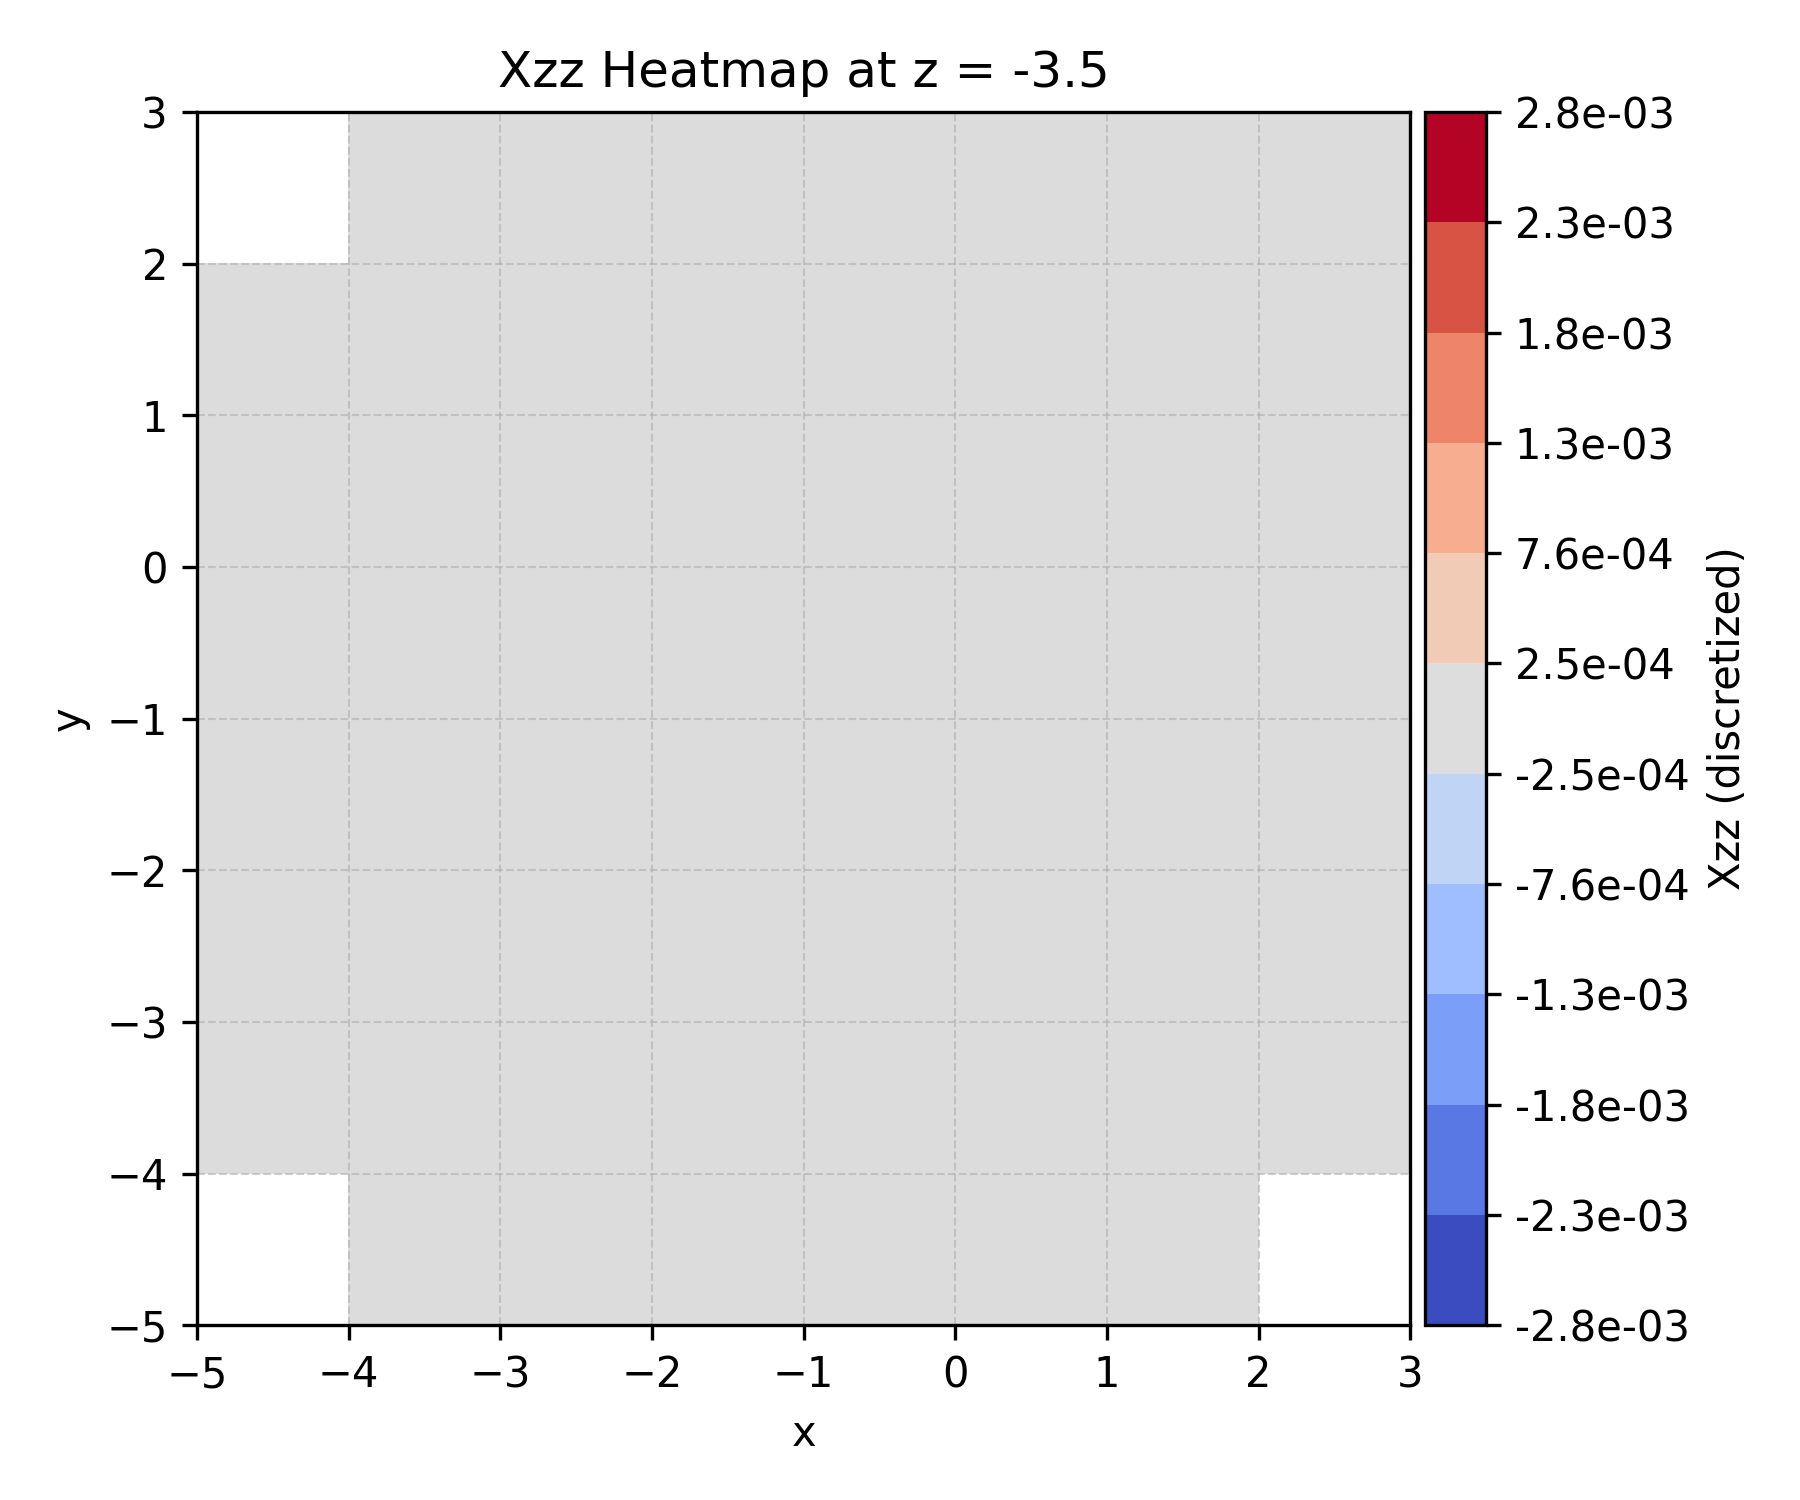 Xzz Heatmap at z = -3.5
3
2
1
0
−1
−2
−3
−4
−5
y
−5 −4 −3 −2 −1 0 1 2 3
x
2.8e-03
2.3e-03
1.8e-03
1.3e-03
7.6e-04
2.5e-04
-2.5e-04
-7.6e-04
-1.3e-03
-1.8e-03
-2.3e-03
-2.8e-03
Xzz (discretized)